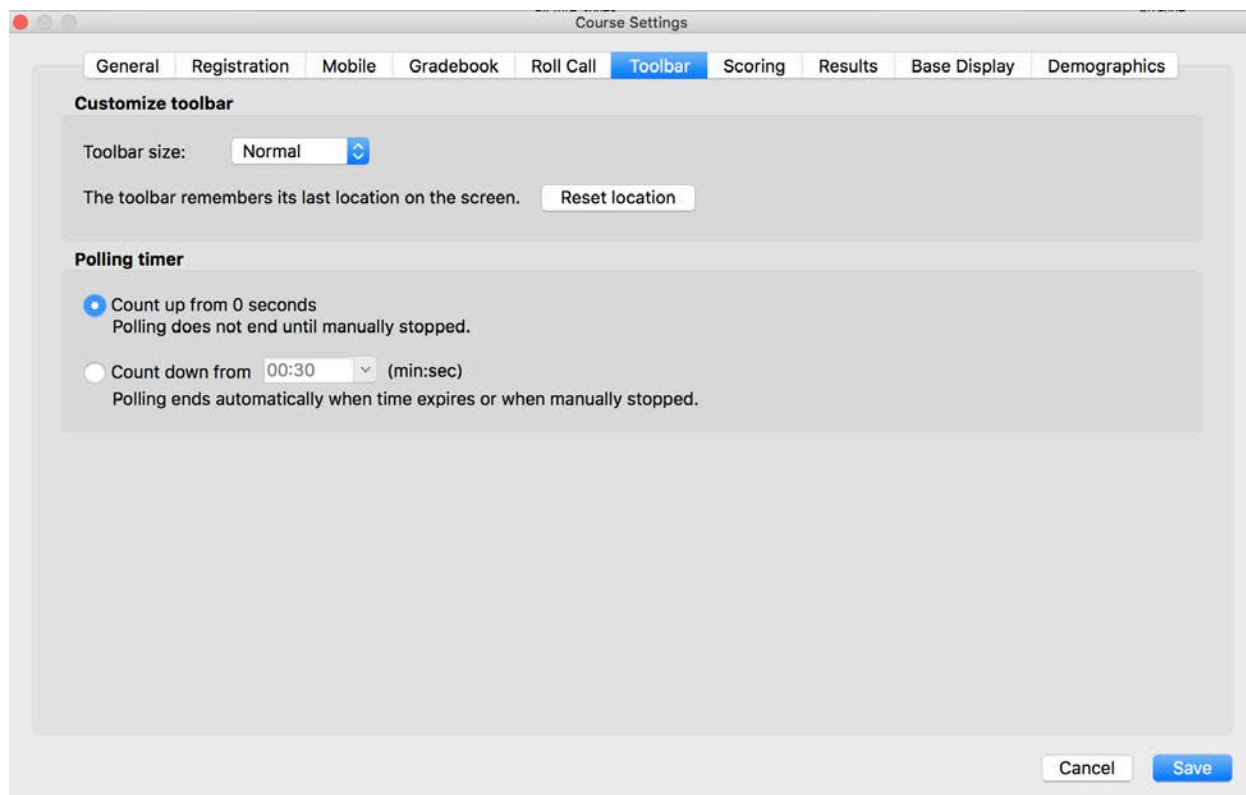 Course Settings
General Registration Mobile Gradebook Roll Call Toolbar Scoring Results Base Display Demographics
Customize toolbar
Toolbar size: Normal
The toolbar remembers its last location on the screen. Reset location
Polling timer
Count up from 0 seconds
Polling does not end until manually stopped.
Count down from 00:30 (min:sec)
Polling ends automatically when time expires or when manually stopped.
Cancel Save